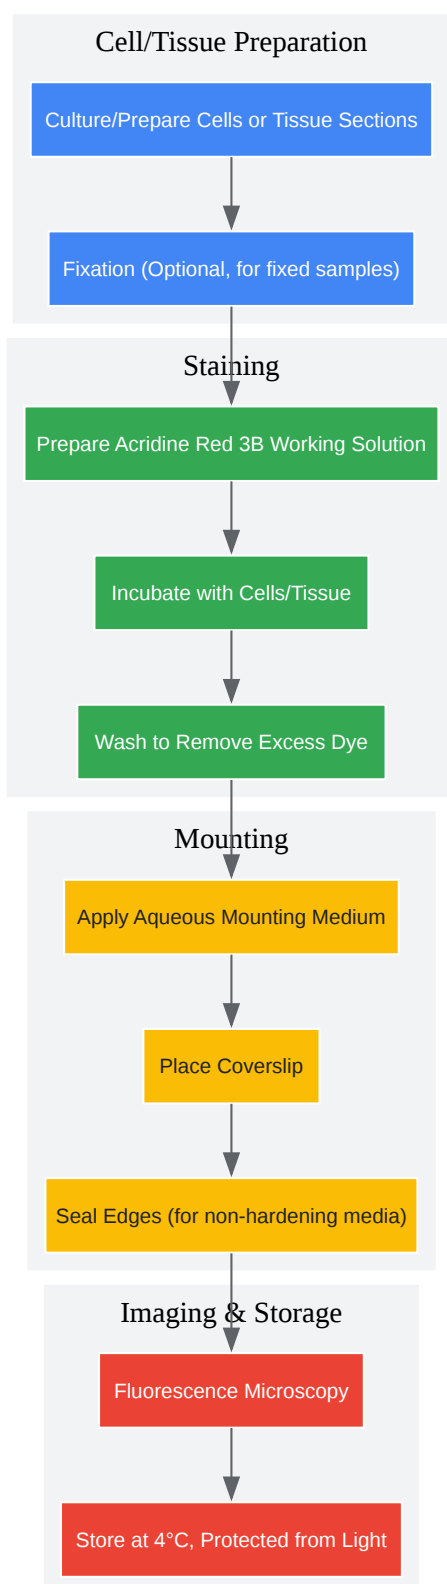 Cell/Tissue Preparation
Culture/Prepare Cells or Tissue Sections
Fixation (Optional, for fixed samples)
Staining
Prepare Acridine Red 3B Working Solution
Incubate with Cells/Tissue
Wash to Remove Excess Dye
Mounting
Apply Aqueous Mounting Medium
Place Coverslip
Seal Edges (for non-hardening media)
Imaging & Storage
Fluorescence Microscopy
Store at 4°C, Protected from Light